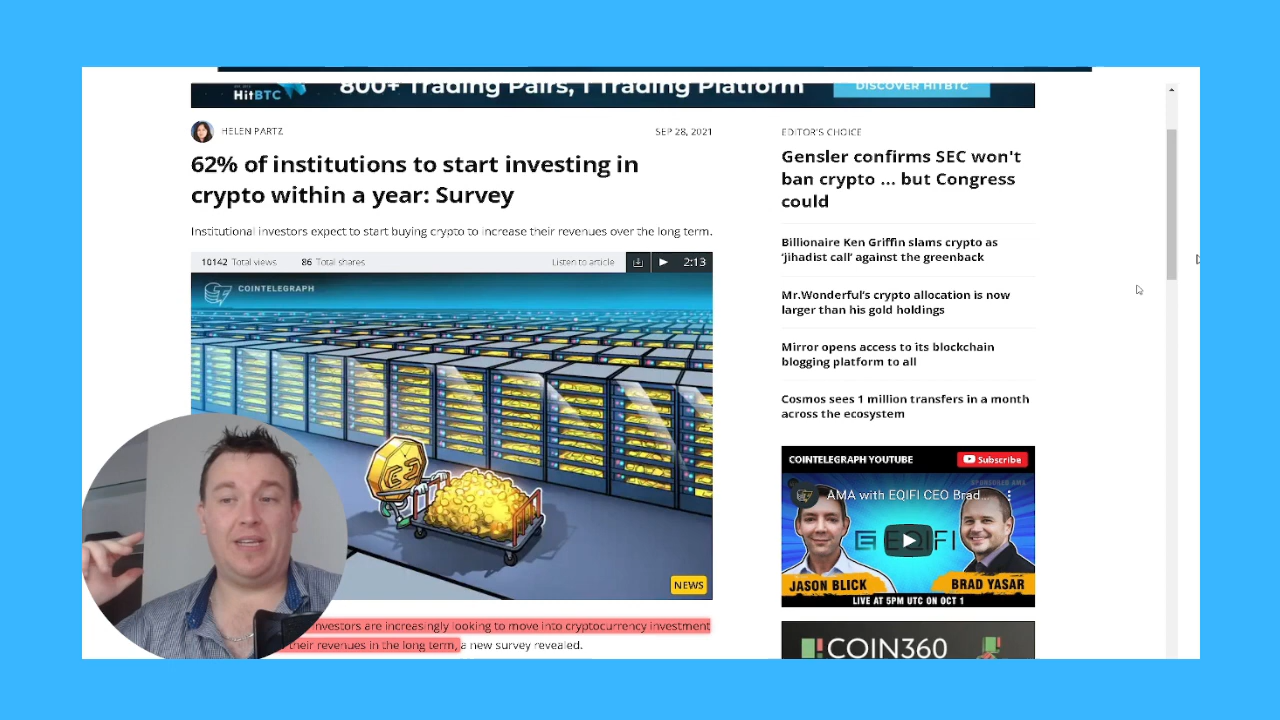 HitBTC
800+ Trading Pairs, 1 Trading Platform
DISCOVER HITBTC
HELEN PARTZ
SEP 28, 2021
62% of institutions to start investing in
crypto within a year: Survey
Institutional investors expect to start buying crypto to increase their revenues over the long term.
10142 Total views
86 Total shares
Listen to article
2:13
COINTELEGRAPH
NEWS
nvestors are increasingly looking to move into cryptocurrency investment
their revenues in the long term, a new survey revealed.
EDITOR'S CHOICE
Gensler confirms SEC won't
ban crypto ... but Congress
could
Billionaire Ken Griffin slams crypto as
‘jihadist call’ against the greenback
Mr.Wonderful’s crypto allocation is now
larger than his gold holdings
Mirror opens access to its blockchain
blogging platform to all
Cosmos sees 1 million transfers in a month
across the ecosystem
COINTELEGRAPH YOUTUBE
Subscribe
SPONSORED AMA
AMA with EQIFI CEO Brad...
EQIFI
JASON BLICK
BRAD YASAR
LIVE AT 5PM UTC ON OCT 1
COIN360